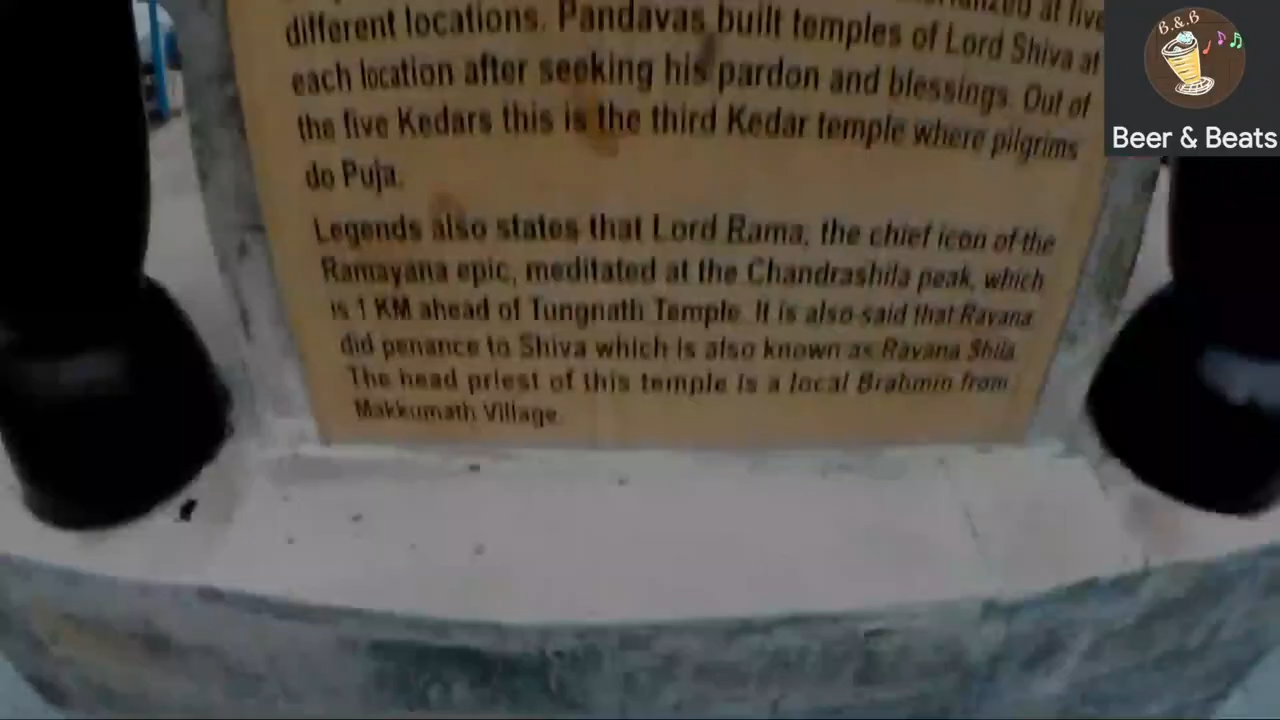 at five
different locations. Pandavas built temples of Lord Shiva at
each location after seeking his pardon and blessings. Out of
the five Kedars this is the third Kedar temple where pilgrims
do Puja.
Legends also states that Lord Rama, the chief icon of the
Ramayana epic, meditated at the Chandrashila peak, which
is 1 KM ahead of Tungnath Temple. It is also said that Ravana
did penance to Shiva which is also known as Ravana Shila.
The head priest of this temple is a local Brahmin from
Makkumath Village.
B.&B
Beer & Beats